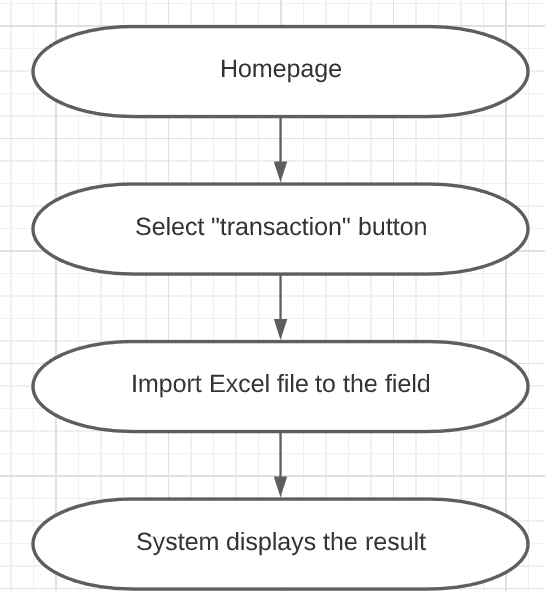 Homepage
Select "transaction" button
Import Excel file to the field
System displays the result